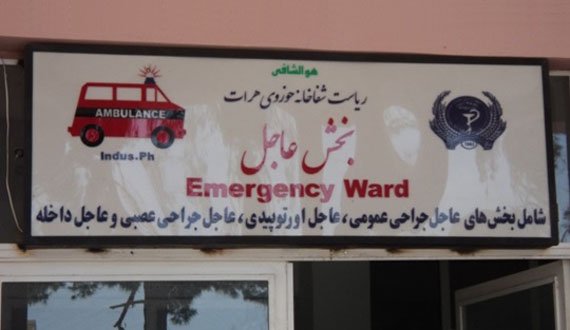 هوالشافی
ریاست شفاخانه حوزوی هرات
AMBULANCE
Indus.Ph
بخش عاجل
Emergency Ward
شامل بخش های عاجل جراحی عمومی، عاجل اورتوپیدی، عاجل جراحی عصبی و عاجل داخله